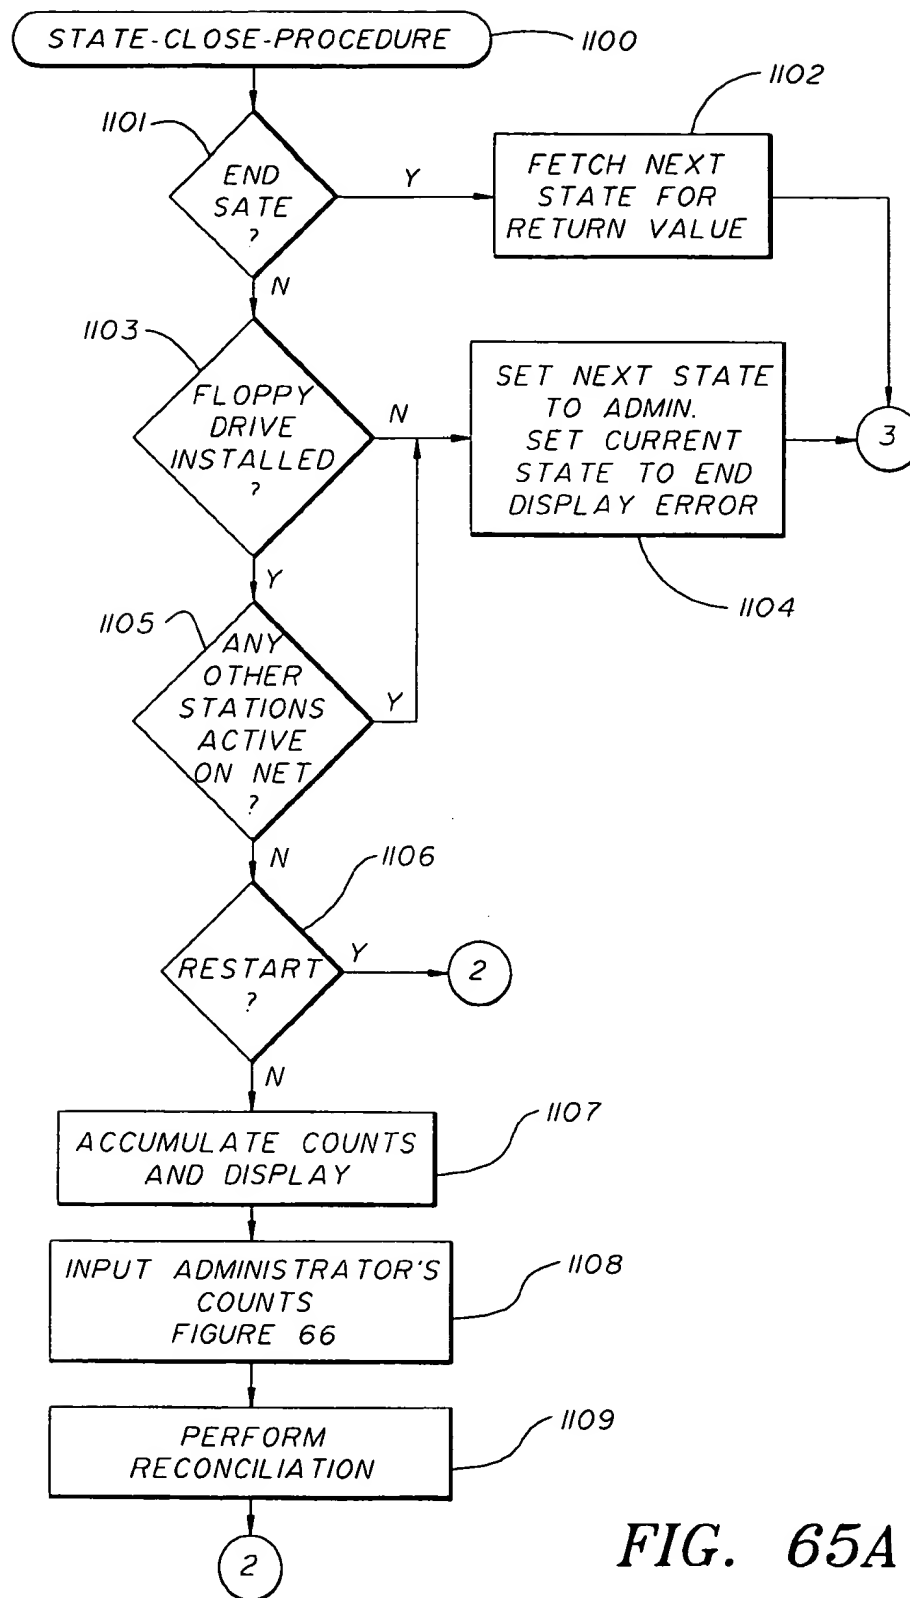 STATE-CLOSE-PROCEDURE
1100
1101
END
SATE
?
Y
1102
FETCH NEXT
STATE FOR
RETURN VALUE
N
1103
FLOPPY
DRIVE
INSTALLED
?
N
SET NEXT STATE
TO ADMIN.
SET CURRENT
STATE TO END
DISPLAY ERROR
3
1104
Y
1105
ANY
OTHER
STATIONS
ACTIVE
ON NET
?
Y
N
1106
RESTART
?
Y
2
N
1107
ACCUMULATE COUNTS
AND DISPLAY
1108
INPUT ADMINISTRATOR'S
COUNTS
FIGURE 66
1109
PERFORM
RECONCILIATION
2
FIG. 65A